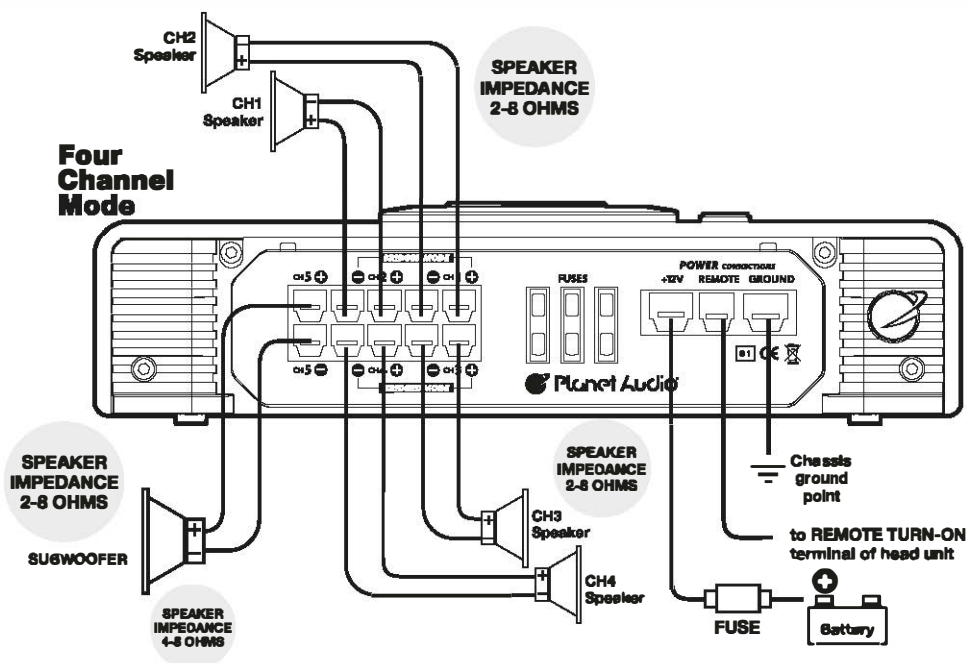 CH2
Speaker
CH1
Speaker
SPEAKER
IMPEDANCE
2-8 OHMS
Four
Channel
Mode
POWER CONNECTIONS
CH5 + − CH2 + − CH1 +
FUSES
+12V REMOTE GROUND
CH5 − − CH4 + − CH3 +
e1 CE
Planet Audio
SPEAKER
IMPEDANCE
2-8 OHMS
SPEAKER
IMPEDANCE
2-8 OHMS
Chassis
ground
point
SUBWOOFER
CH3
Speaker
to REMOTE TURN-ON
terminal of head unit
CH4
Speaker
SPEAKER
IMPEDANCE
4-8 OHMS
FUSE
Battery